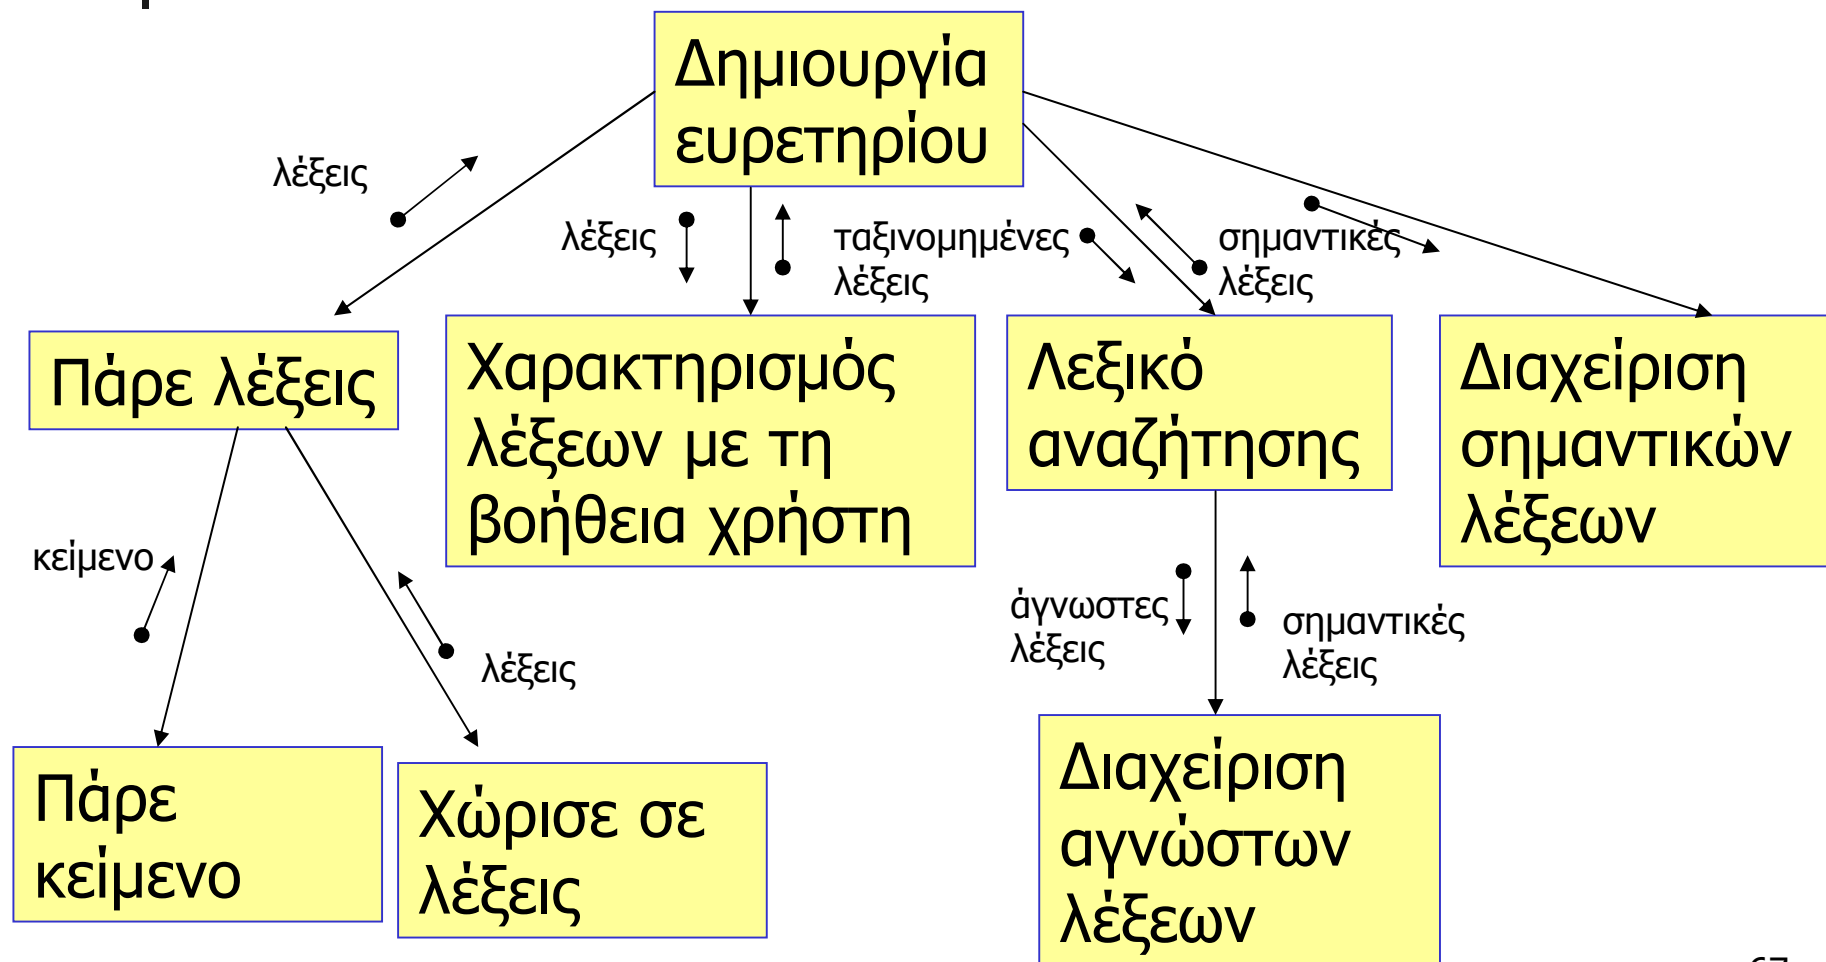 Δημιουργία
ευρετηρίου
λέξεις
λέξεις
ταξινομημένες
λέξεις
σημαντικές
λέξεις
Πάρε λέξεις
Χαρακτηρισμός
λέξεων με τη
βοήθεια χρήστη
Λεξικό
αναζήτησης
Διαχείριση
σημαντικών
λέξεων
κείμενο
λέξεις
άγνωστες
λέξεις
σημαντικές
λέξεις
Πάρε
κείμενο
Χώρισε σε
λέξεις
Διαχείριση
αγνώστων
λέξεων